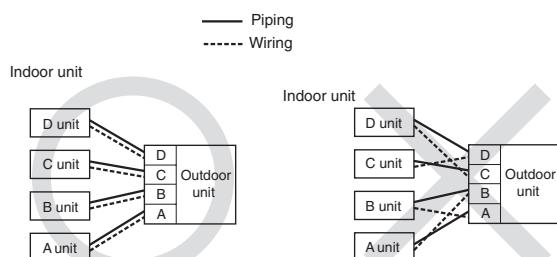 Piping
Wiring
Indoor unit
D unit
C unit
B unit
A unit
D
C
B
A
Outdoor
unit
Indoor unit
D unit
C unit
B unit
A unit
D
C
B
A
Outdoor
unit